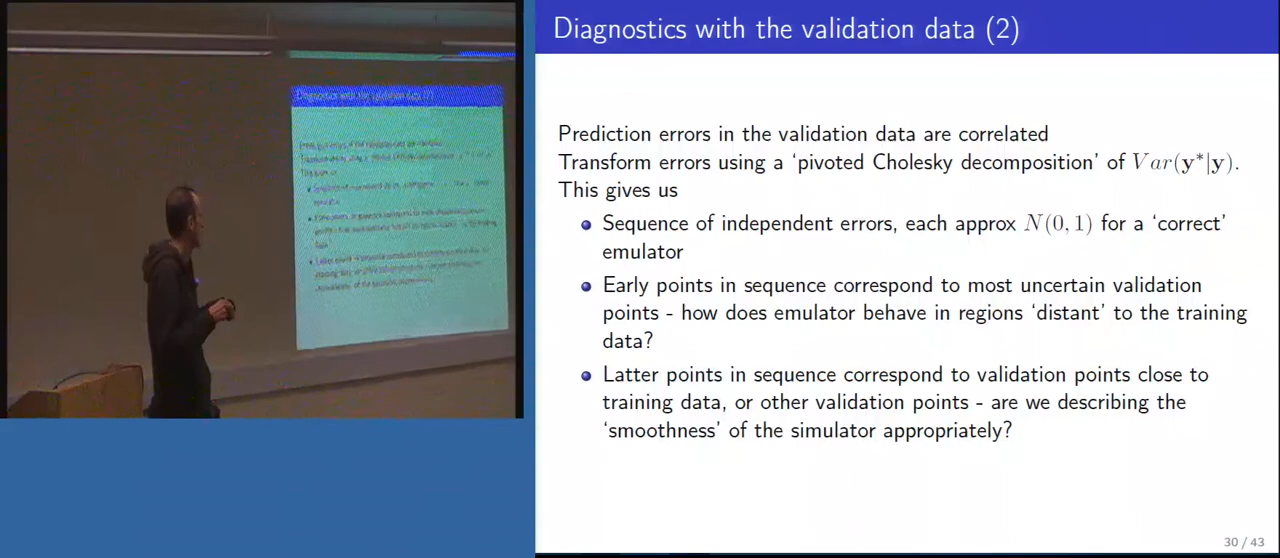 Diagnostics with the validation data (2)
Prediction errors in the validation data are correlated
Transform errors using a ‘pivoted Cholesky decomposition’ of Var(y*|y).
This gives us
Sequence of independent errors, each approx N(0, 1) for a ‘correct’
emulator
Early points in sequence correspond to most uncertain validation
points - how does emulator behave in regions ‘distant’ to the training
data?
Latter points in sequence correspond to validation points close to
training data, or other validation points - are we describing the
‘smoothness’ of the simulator appropriately?
30 / 43